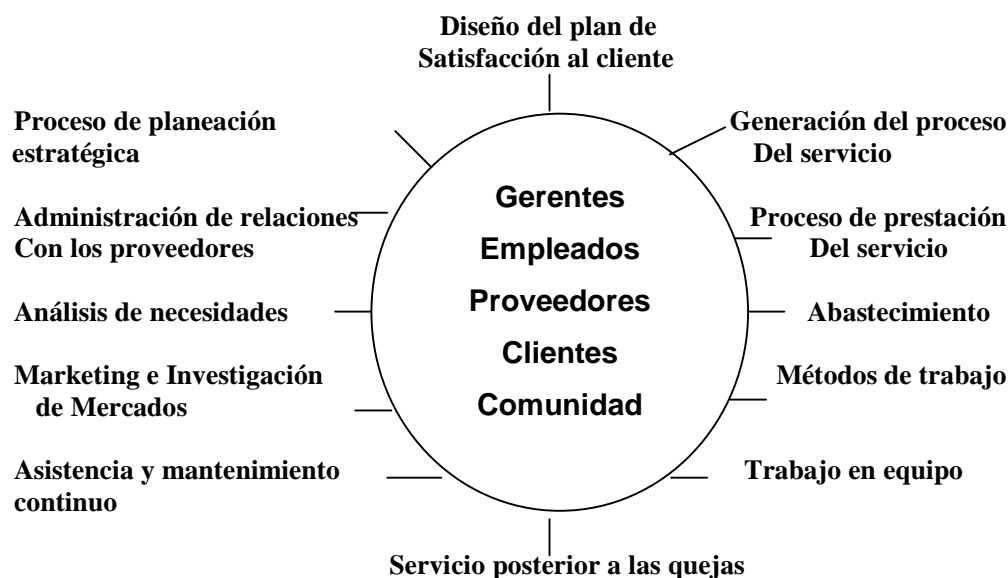 Diseño del plan de
Satisfacción al cliente
Proceso de planeación
estratégica
Administración de relaciones
Con los proveedores
Análisis de necesidades
Marketing e Investigación
de Mercados
Asistencia y mantenimiento
continuo
Gerentes
Empleados
Proveedores
Clientes
Comunidad
Generación del proceso
Del servicio
Proceso de prestación
Del servicio
Abastecimiento
Métodos de trabajo
Trabajo en equipo
Servicio posterior a las quejas